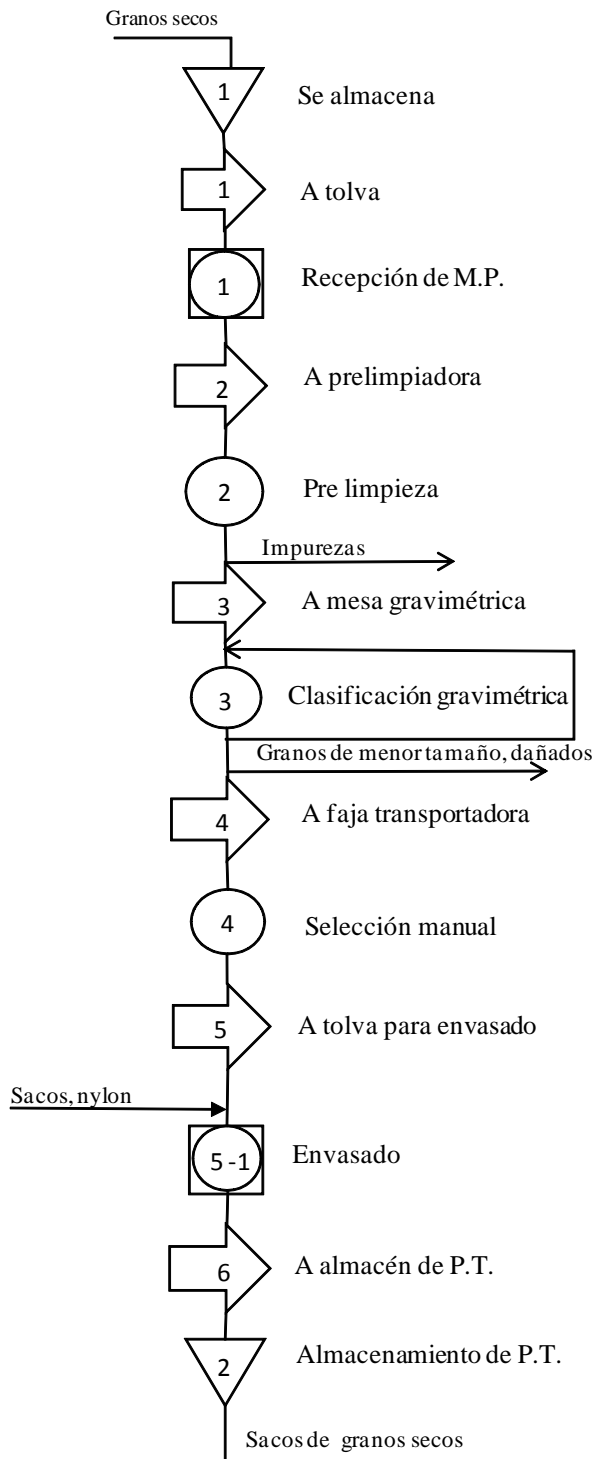 Granos secos
1
Se almacena
1
A tolva
1
Recepción de M.P.
2
A prelimpiadora
2
Pre limpieza
Impurezas
3
A mesa gravimétrica
3
Clasificación gravimétrica
Granos de menor tamaño, dañados
4
A faja transportadora
4
Selección manual
5
A tolva para envasado
Sacos, nylon
5 -1
Envasado
6
A almacén de P.T.
2
Almacenamiento de P.T.
Sacos de granos secos